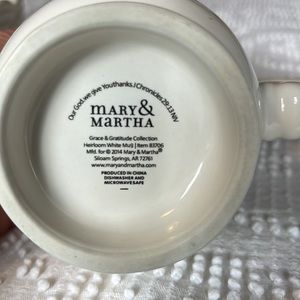 Our God, we give You thanks. I Chronicles 29:13 NIV
MARY&
MARTHA
Grace & Gratitude Collection
Heirloom White Mug | Item 83706
Mfd. for © 2014 Mary & Martha®
Siloam Springs, AR 72761
www.maryandmartha.com
PRODUCED IN CHINA
DISHWASHER AND
MICROWAVE SAFE